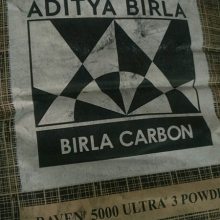 ADITYA BIRLA
BIRLA CARBON
RAVEN 5000 ULTRA 3 POWD